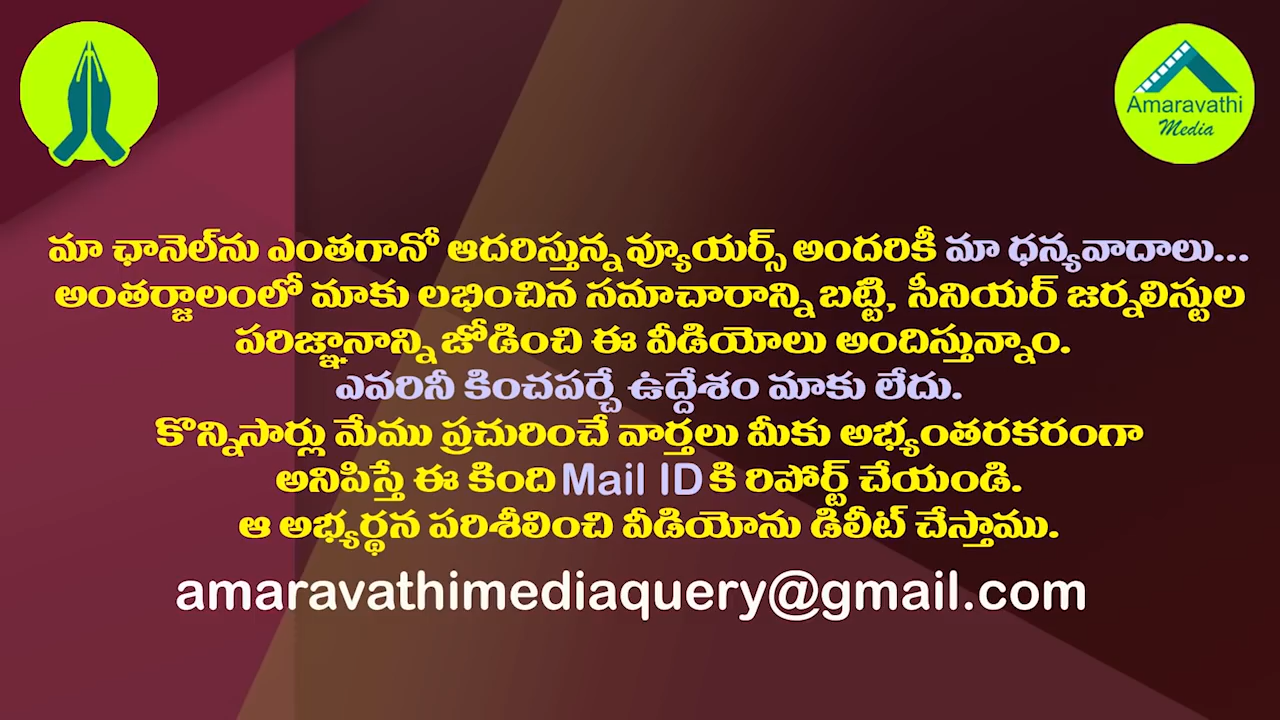 Amaravathi
Media
మా ఛానెల్‌ను ఎంతగానో ఆదరిస్తున్న వ్యూయర్స్ అందరికీ మా ధన్యవాదాలు...
అంతర్జాలంలో మాకు లభించిన సమాచారాన్ని బట్టి, సీనియర్ జర్నలిస్టుల
పరిజ్ఞానాన్ని జోడించి ఈ వీడియోలు అందిస్తున్నాం.
ఎవరినీ కించపర్చే ఉద్దేశం మాకు లేదు.
కొన్నిసార్లు మేము ప్రచురించే వార్తలు మీకు అభ్యంతరకరంగా
అనిపిస్తే ఈ కింది Mail ID కి రిపోర్ట్ చేయండి.
ఆ అభ్యర్థన పరిశీలించి వీడియోను డిలీట్ చేస్తాము.
amaravathimediaquery@gmail.com